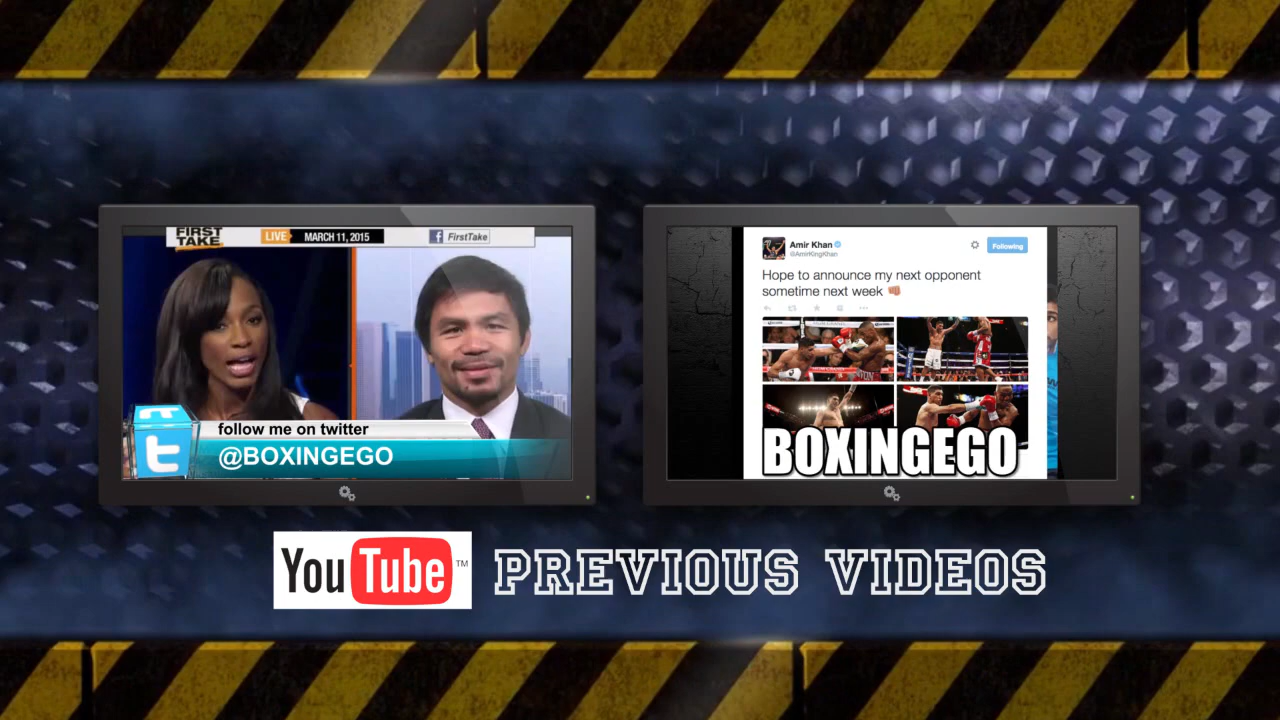 FIRST TAKE
LIVE MARCH 11, 2015
f FirstTake
follow me on twitter
@BOXINGEGO
Amir Khan
@AmirKingKhan
Following
Hope to announce my next opponent
sometime next week
BOXINGEGO
YouTube™ PREVIOUS VIDEOS